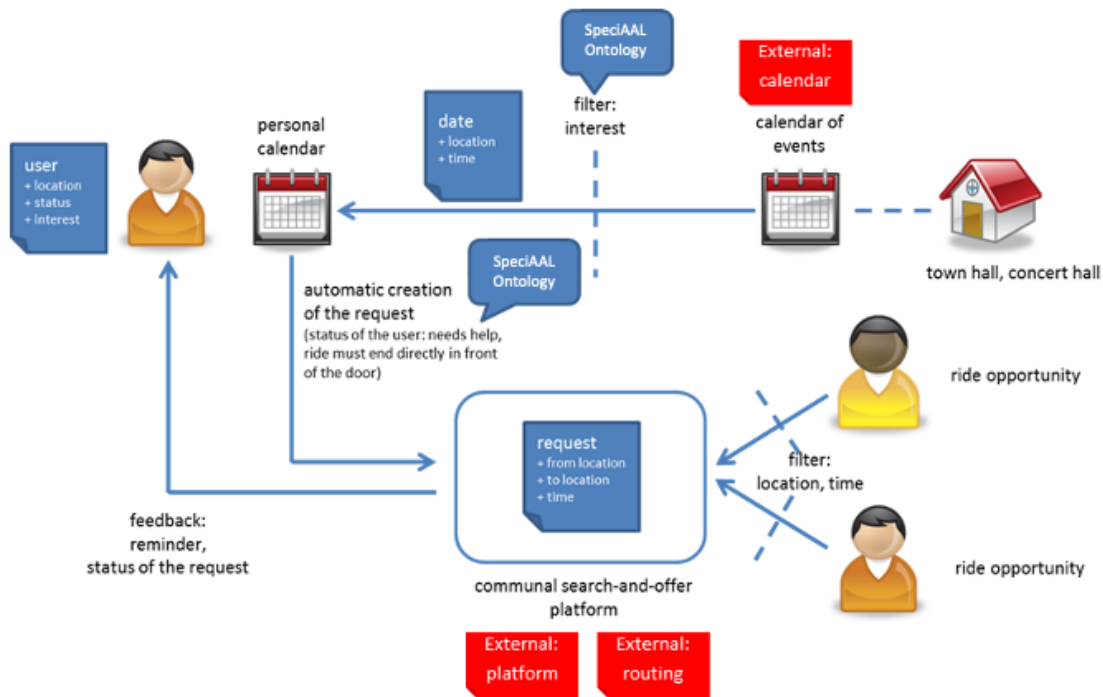 SpeciAAL
Ontology
External:
calendar
filter:
interest
calendar of
events
date
+ location
+ time
personal
calendar
user
+ location
+ status
+ interest
town hall, concert hall
SpeciAAL
Ontology
automatic creation
of the request
(status of the user: needs help,
ride must end directly in front
of the door)
ride opportunity
request
+ from location
+ to location
+ time
filter:
location, time
feedback:
reminder,
status of the request
ride opportunity
communal search-and-offer
platform
External:
platform
External:
routing